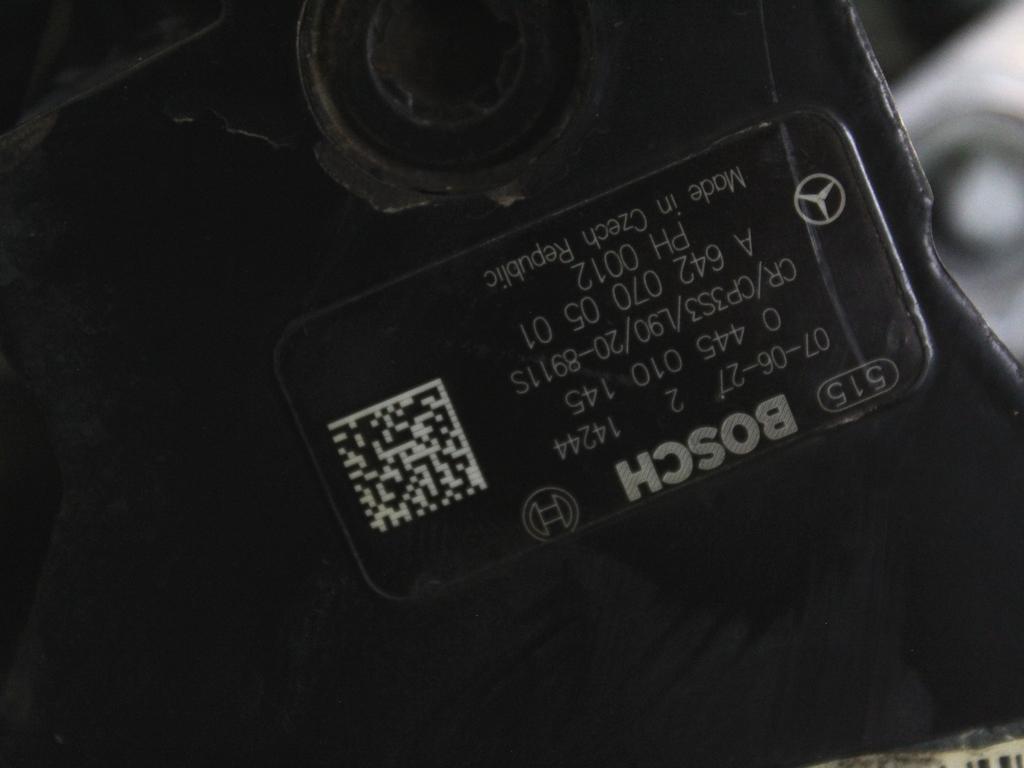 515 BOSCH
07-06-27 2 14244
0 445 010 145
CR/CP3S3/L90/20-8911S
A 642 070 05 01
PH 0012
Made in Czech Republic